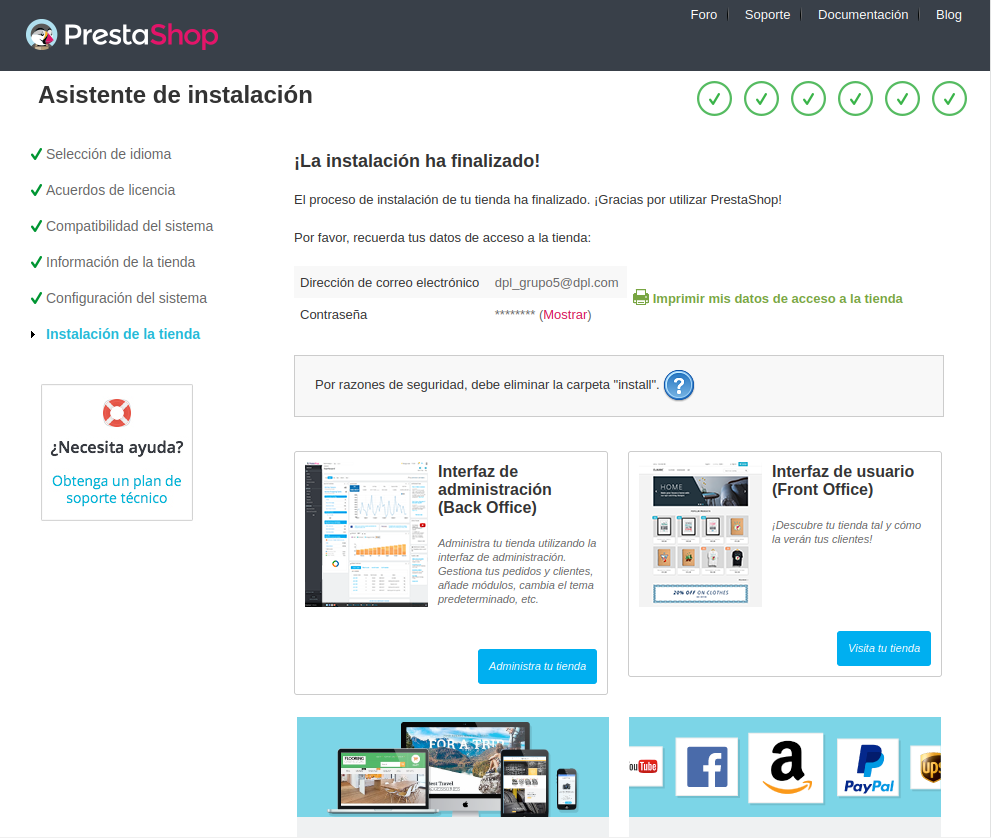 PrestaShop
Foro
Soporte
Documentación
Blog
Asistente de instalación
Selección de idioma
Acuerdos de licencia
Compatibilidad del sistema
Información de la tienda
Configuración del sistema
Instalación de la tienda
¿Necesita ayuda?
Obtenga un plan de
soporte técnico
¡La instalación ha finalizado!
El proceso de instalación de tu tienda ha finalizado. ¡Gracias por utilizar PrestaShop!
Por favor, recuerda tus datos de acceso a la tienda:
Dirección de correo electrónico dpl_grupo5@dpl.com
Contraseña ******** (Mostrar)
Imprimir mis datos de acceso a la tienda
Por razones de seguridad, debe eliminar la carpeta "install". ?
Interfaz de
administración
(Back Office)
Administra tu tienda utilizando la
interfaz de administración.
Gestiona tus pedidos y clientes,
añade módulos, cambia el tema
predeterminado, etc.
Administra tu tienda
HOME
20% OFF ON CLOTHES
Interfaz de usuario
(Front Office)
¡Descubre tu tienda tal y cómo
la verán tus clientes!
Visita tu tienda
FOR A TRIP
FLOORING
est Travel
ouTube
f
a
PayPal
ups